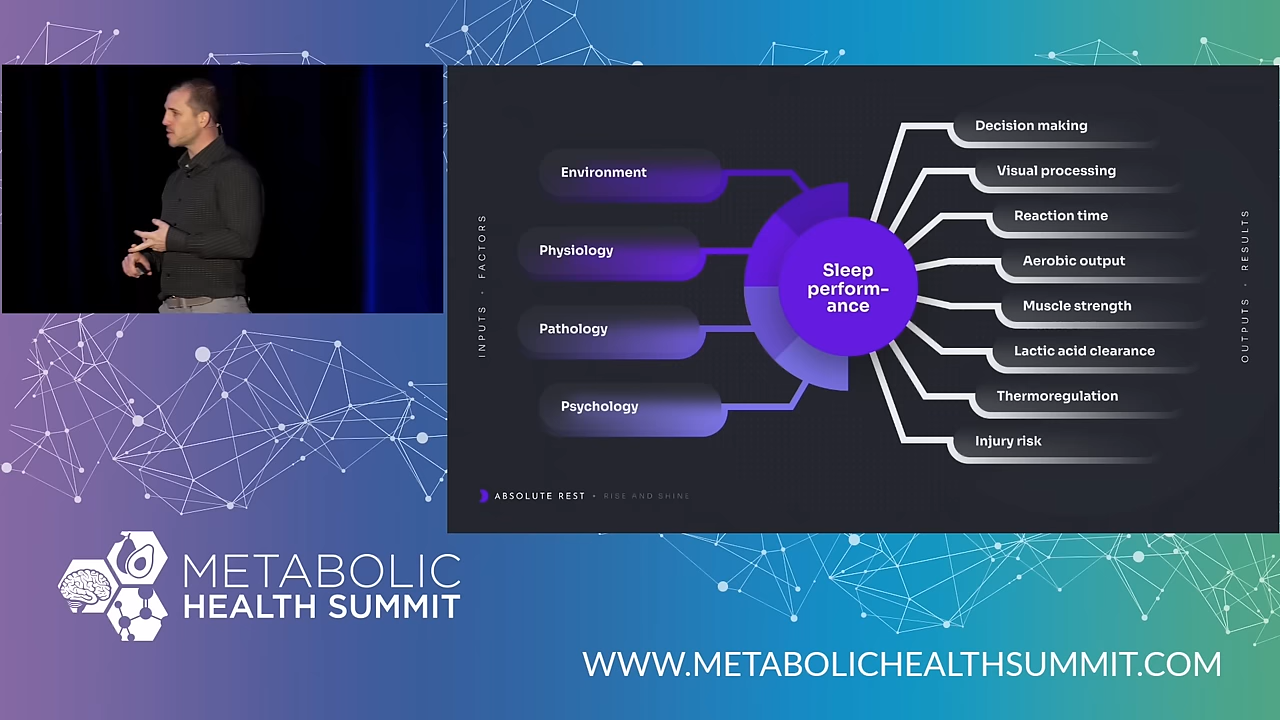 INPUTS · FACTORS
Environment
Physiology
Pathology
Psychology
Sleep
perform-
ance
Decision making
Visual processing
Reaction time
Aerobic output
Muscle strength
Lactic acid clearance
Thermoregulation
Injury risk
OUTPUTS · RESULTS
ABSOLUTE REST • RISE AND SHINE
METABOLIC
HEALTH SUMMIT
WWW.METABOLICHEALTHSUMMIT.COM